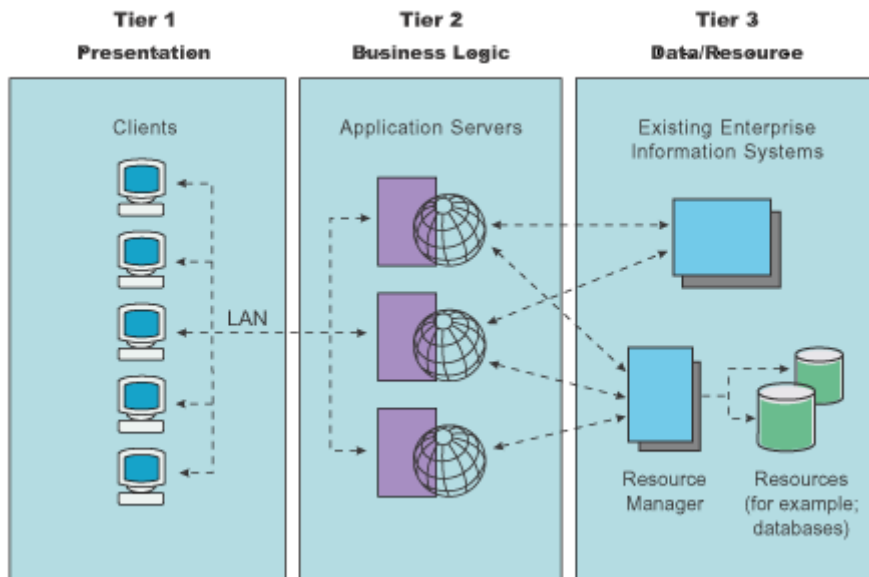 Tier 1
Presentation
Tier 2
Business Logic
Tier 3
Data/Resource
Clients
LAN
Application Servers
Existing Enterprise
Information Systems
Resource
Manager
Resources
(for example;
databases)